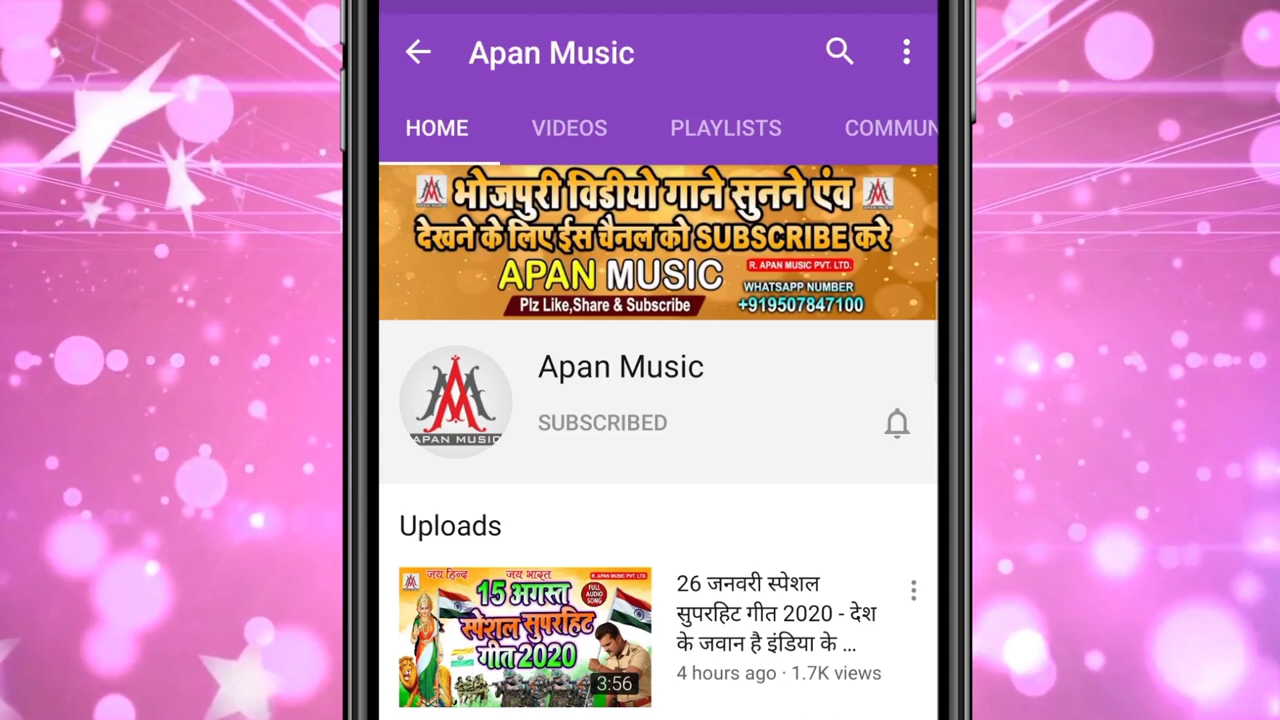 Apan Music
HOME VIDEOS PLAYLISTS COMMUN
भोजपुरी विडीयो गाने सुनने एंव
देखने के लिए ईस चैनल को SUBSCRIBE करे
APAN MUSIC
R. APAN MUSIC PVT. LTD.
WHATSAPP NUMBER
+919507847100
Plz Like,Share & Subscribe
Apan Music
SUBSCRIBED
APAN MUSIC
Uploads
जय हिन्द जय भारत
R. APAN MUSIC PVT. LTD
15 अगस्त
FULL
AUDIO
SONG
स्पेशल सुपरहिट
गीत 2020
3:56
26 जनवरी स्पेशल
सुपरहिट गीत 2020 - देश
के जवान है इंडिया के ...
4 hours ago · 1.7K views